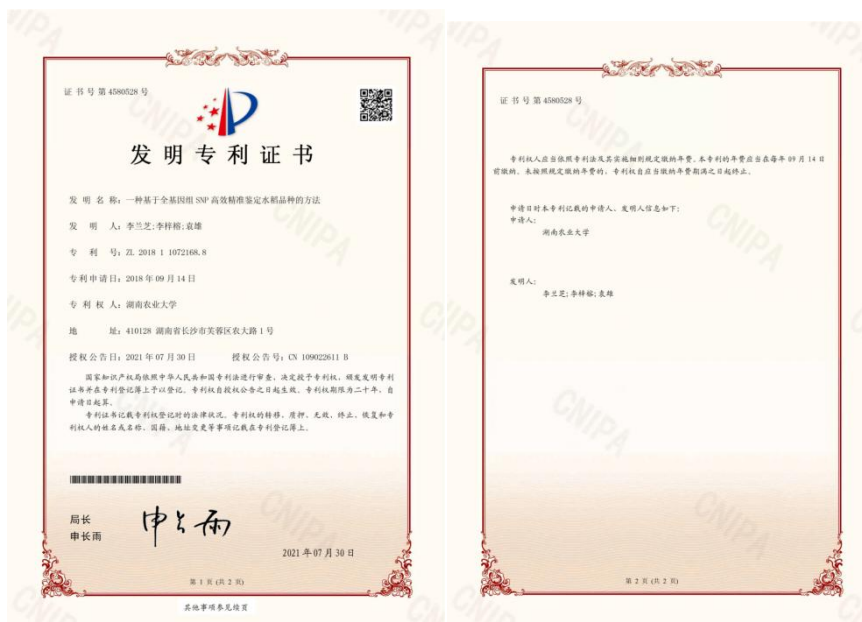 证书号第4580528号
发明专利证书
发 明 名 称：一种基于全基因组SNP高效精准鉴定水稻品种的方法
发 明 人：李兰芝;李梓榕;袁雄
专 利 号：ZL 2018 1 1072168.8
专利申请日：2018年09月14日
专 利 权 人：湖南农业大学
地 址：410128 湖南省长沙市芙蓉区农大路1号
授权公告日：2021年07月30日 授权公告号：CN 109022611 B
国家知识产权局依照中华人民共和国专利法进行审查，决定授予专利权，颁发发明专利
证书并在专利登记簿上予以登记。专利权自授权公告之日起生效。专利权期限为二十年，自
申请日起算。
专利证书记载专利权登记时的法律状况。专利权的转移、质押、无效、终止、恢复和专
利权人的姓名或名称、国籍、地址变更等事项记载在专利登记簿上。
局长
申长雨
申长雨
2021年07月30日
第 1 页 (共 2 页)
其他事项参见续页
证书号第4580528号
专利权人应当依照专利法及其实施细则规定缴纳年费。本专利的年费应当在每年09月14日
前缴纳。未按照规定缴纳年费的，专利权自应当缴纳年费期满之日起终止。
申请日时本专利记载的申请人、发明人信息如下：
申请人：
湖南农业大学
发明人：
李兰芝;李梓榕;袁雄
第 2 页 (共 2 页)
CNIPA